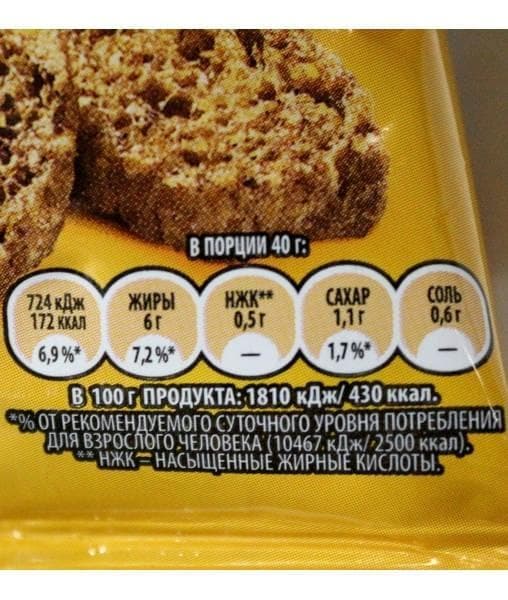 В ПОРЦИИ 40 г:
724 кДж
172 ККАЛ
6,9%*
ЖИРЫ
6 г
7,2%*
НЖК**
0,5 г
—
САХАР
1,1 г
1,7%*
СОЛЬ
0,6 г
—
В 100 г ПРОДУКТА: 1810 кДж/ 430 ккал.
*% ОТ РЕКОМЕНДУЕМОГО СУТОЧНОГО УРОВНЯ ПОТРЕБЛЕНИЯ
ДЛЯ ВЗРОСЛОГО ЧЕЛОВЕКА (10467 кДж/ 2500 ккал).
** НЖК – НАСЫЩЕННЫЕ ЖИРНЫЕ КИСЛОТЫ.